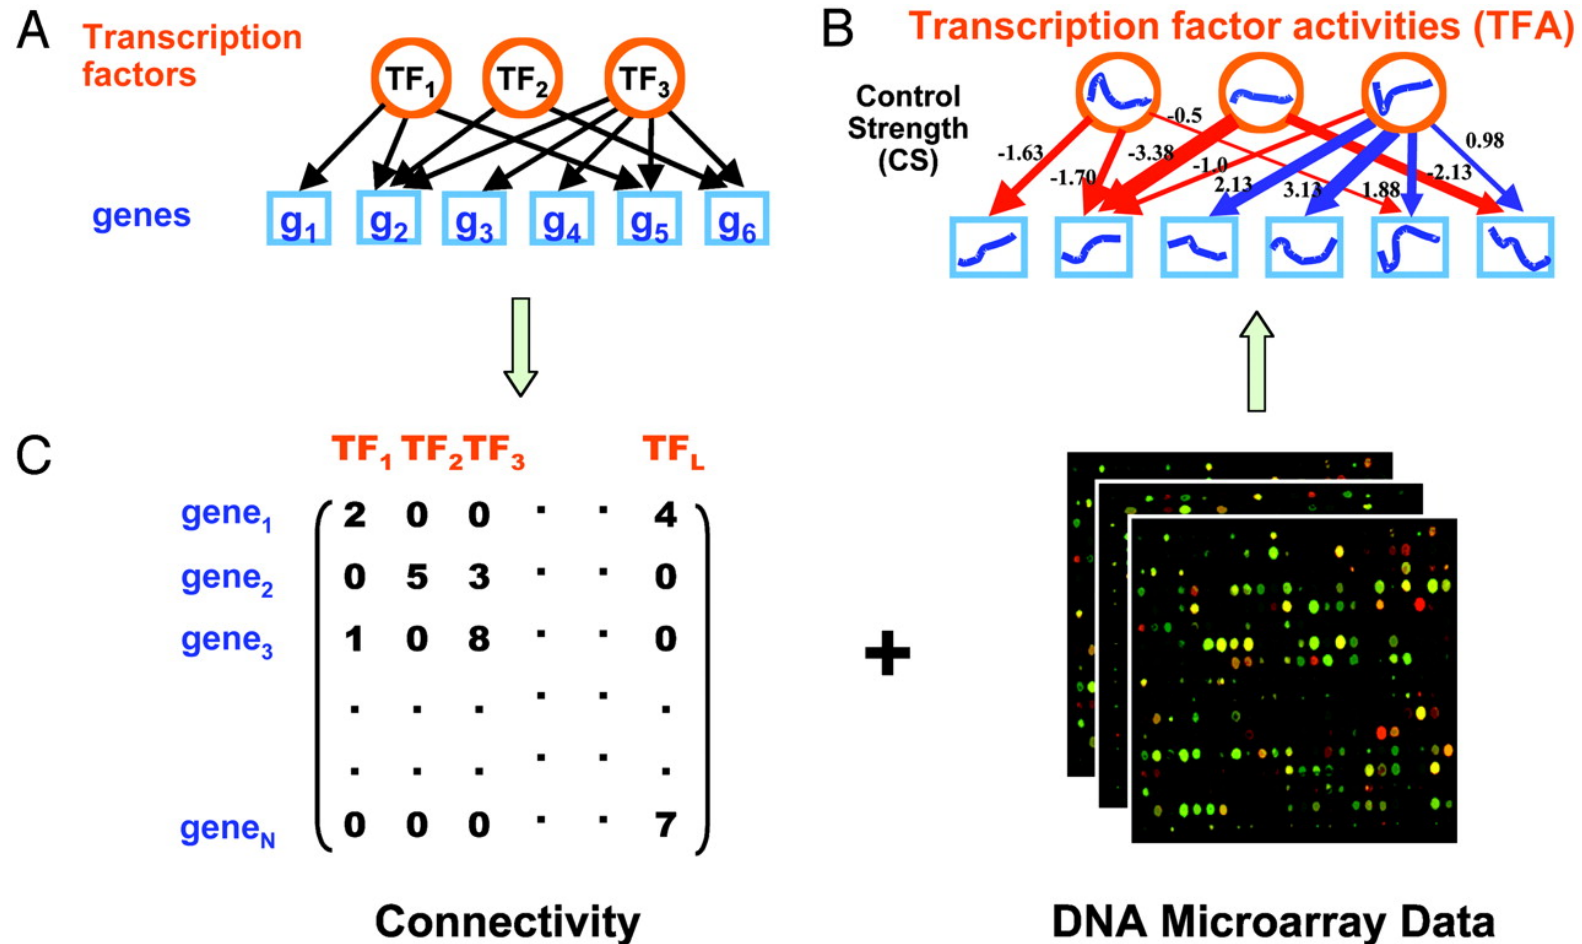 A
Transcription
factors
TF1 TF2 TF3
genes
g1 g2 g3 g4 g5 g6
B
Transcription factor activities (TFA)
Control
Strength
(CS)
-1.63
-1.70
-3.38
-0.5
-1.0
2.13
3.13
1.88
-2.13
0.98
C
TF1 TF2 TF3 TFL
gene1 2 0 0 · · 4
gene2 0 5 3 · · 0
gene3 1 0 8 · · 0
. . . · · .
. . . · · .
geneN 0 0 0 · · 7
+
Connectivity
DNA Microarray Data